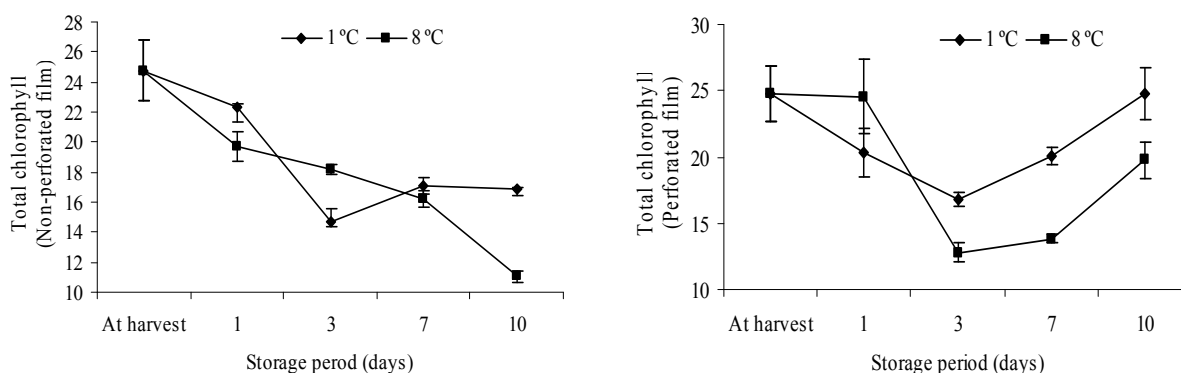 28
26
24
22
20
18
16
14
12
10
Total chlorophyll
(Non-perforated film)
1 ºC
8 ºC
At harvest 1 3 7 10
Storage perod (days)
30
25
20
15
10
Total chlorophyll
(Perforated film)
1 ºC
8 ºC
At harvest 1 3 7 10
Storage period (days)